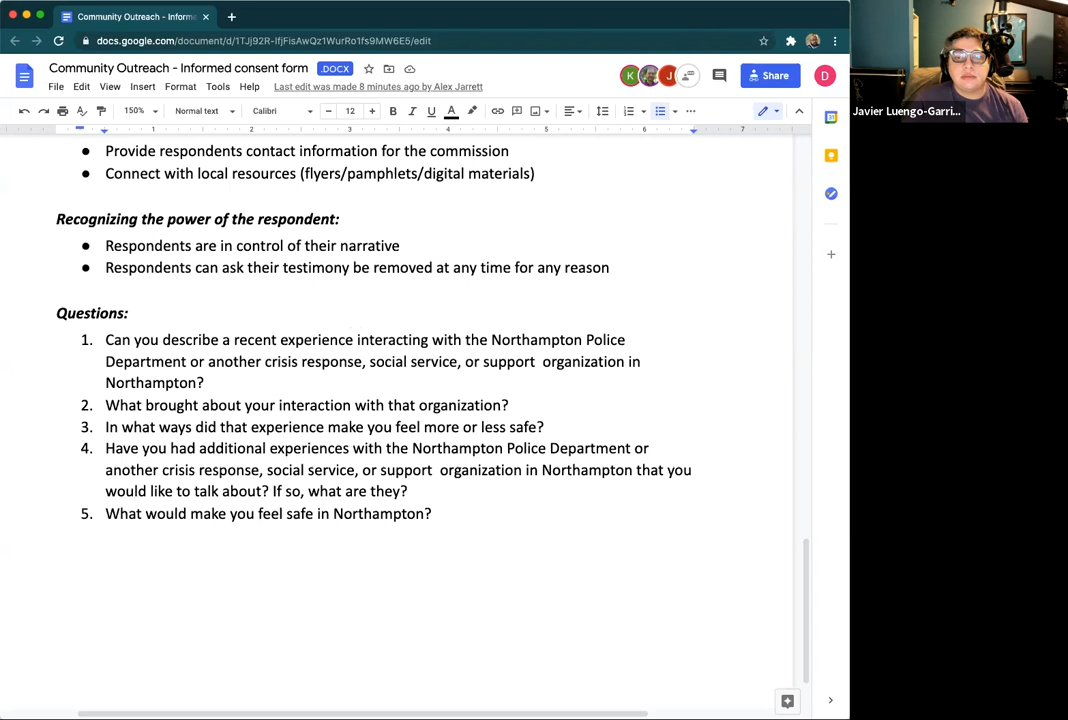 Community Outreach - Inform
docs.google.com/document/d/1TJj92R-IfjFisAwQz1WurRo1fs9MW6E5/edit
Community Outreach - Informed consent form .DOCX
File Edit View Insert Format Tools Help Last edit was made 8 minutes ago by Alex Jarrett
K J Share D
150% Normal text Calibri 12 B I U A
1 2 3 4 5 6 7
Javier Luengo-Garri...
● Provide respondents contact information for the commission
● Connect with local resources (flyers/pamphlets/digital materials)
Recognizing the power of the respondent:
● Respondents are in control of their narrative
● Respondents can ask their testimony be removed at any time for any reason
Questions:
1. Can you describe a recent experience interacting with the Northampton Police
Department or another crisis response, social service, or support  organization in
Northampton?
2. What brought about your interaction with that organization?
3. In what ways did that experience make you feel more or less safe?
4. Have you had additional experiences with the Northampton Police Department or
another crisis response, social service, or support  organization in Northampton that you
would like to talk about? If so, what are they?
5. What would make you feel safe in Northampton?